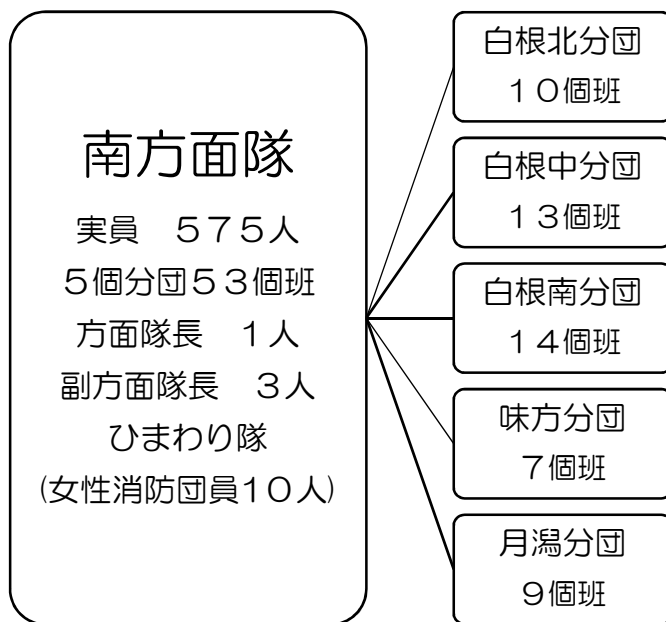 南方面隊
実員　５７５人
５個分団５３個班
方面隊長　１人
副方面隊長　３人
ひまわり隊
(女性消防団員１０人)
白根北分団
１０個班
白根中分団
１３個班
白根南分団
１４個班
味方分団
７個班
月潟分団
９個班